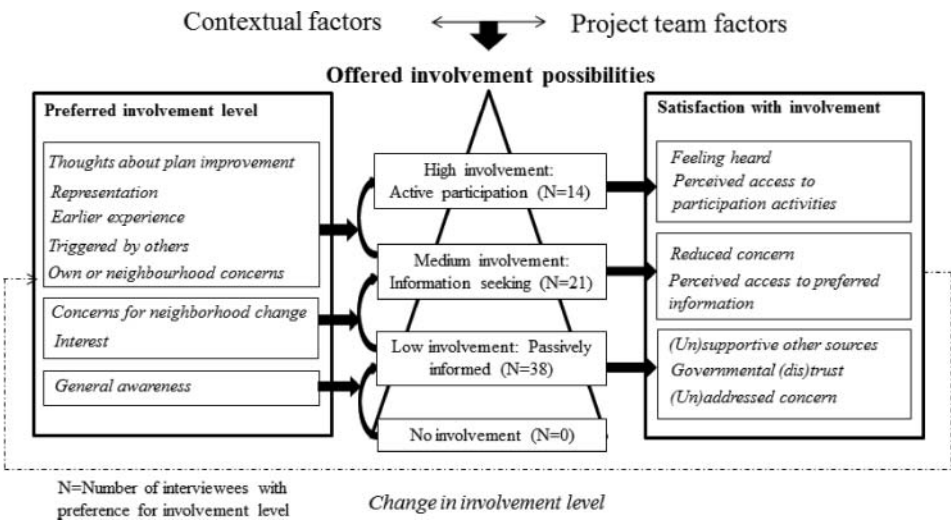 Contextual factors
Project team factors
Offered involvement possibilities
Preferred involvement level
Thoughts about plan improvement
Representation
Earlier experience
Triggered by others
Own or neighbourhood concerns
Concerns for neighborhood change
Interest
General awareness
High involvement:
Active participation (N=14)
Medium involvement:
Information seeking (N=21)
Low involvement: Passively
informed (N=38)
No involvement (N=0)
Satisfaction with involvement
Feeling heard
Perceived access to
participation activities
Reduced concern
Perceived access to preferred
information
(Un)supportive other sources
Governmental (dis)trust
(Un)addressed concern
N=Number of interviewees with
preference for involvement level
Change in involvement level